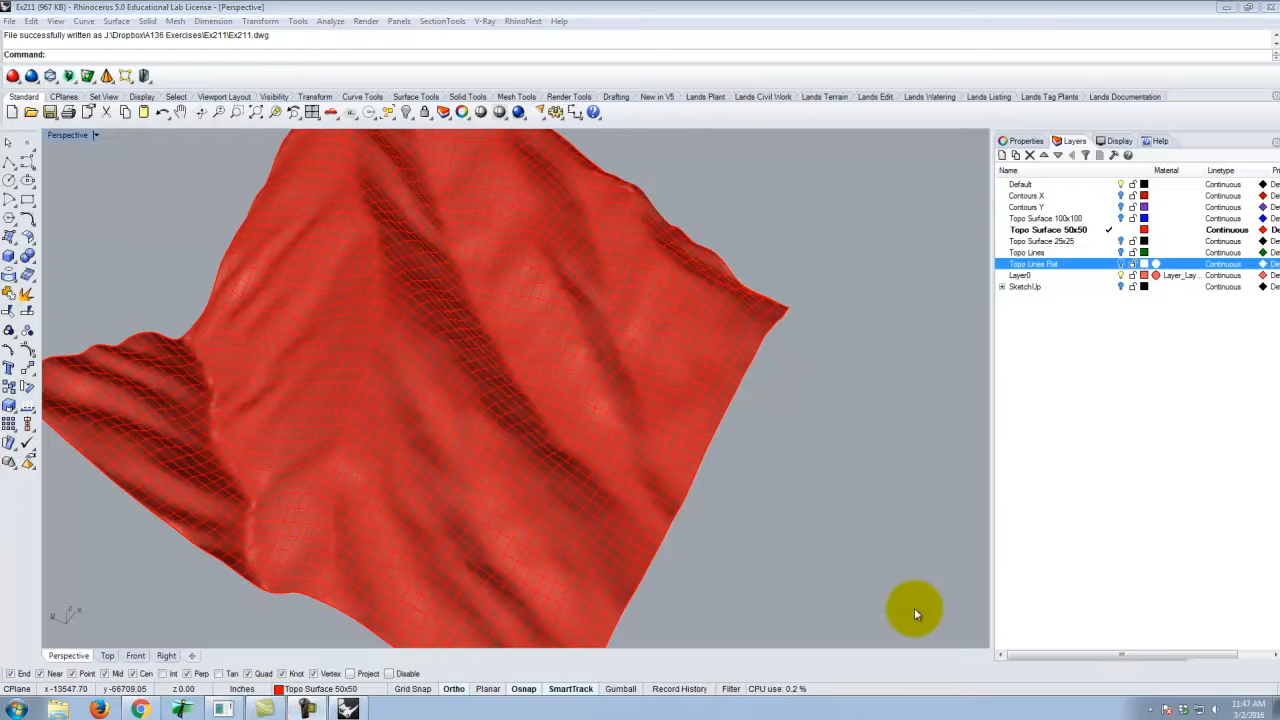 Ex211 (967 KB) - Rhinoceros 5.0 Educational Lab License - [Perspective]
File Edit View Curve Surface Solid Mesh Dimension Transform Tools Analyze Render Panels SectionTools V-Ray RhinoNest Help
File successfully written as J:\Dropbox\A136 Exercises\Ex211\Ex211.dwg
Command:
Standard CPlanes Set View Display Select Viewport Layout Visibility Transform Curve Tools Surface Tools Solid Tools Mesh Tools Render Tools Drafting New in V5 Lands Plant Lands Civil Work Lands Terrain Lands Edit Lands Watering Lands Listing Lands Tag Plants Lands Documentation
Perspective
Properties Layers Display Help
Name Material Linetype
Default Continuous
Contours X Continuous
Contours Y Continuous
Topo Surface 100x100 Continuous
Topo Surface 50x50 Continuous
Topo Surface 25x25 Continuous
Topo Lines Continuous
Topo Lines Flat Continuous
Layer0 Layer_Lay... Continuous
SketchUp Continuous
z
y x
Perspective Top Front Right
End Near Point Mid Cen Int Perp Tan Quad Knot Vertex Project Disable
CPlane x -13547.70 y -66709.05 z 0.00 Inches Topo Surface 50x50 Grid Snap Ortho Planar Osnap SmartTrack Gumball Record History Filter CPU use: 0.2 %
11:47 AM
3/2/2016